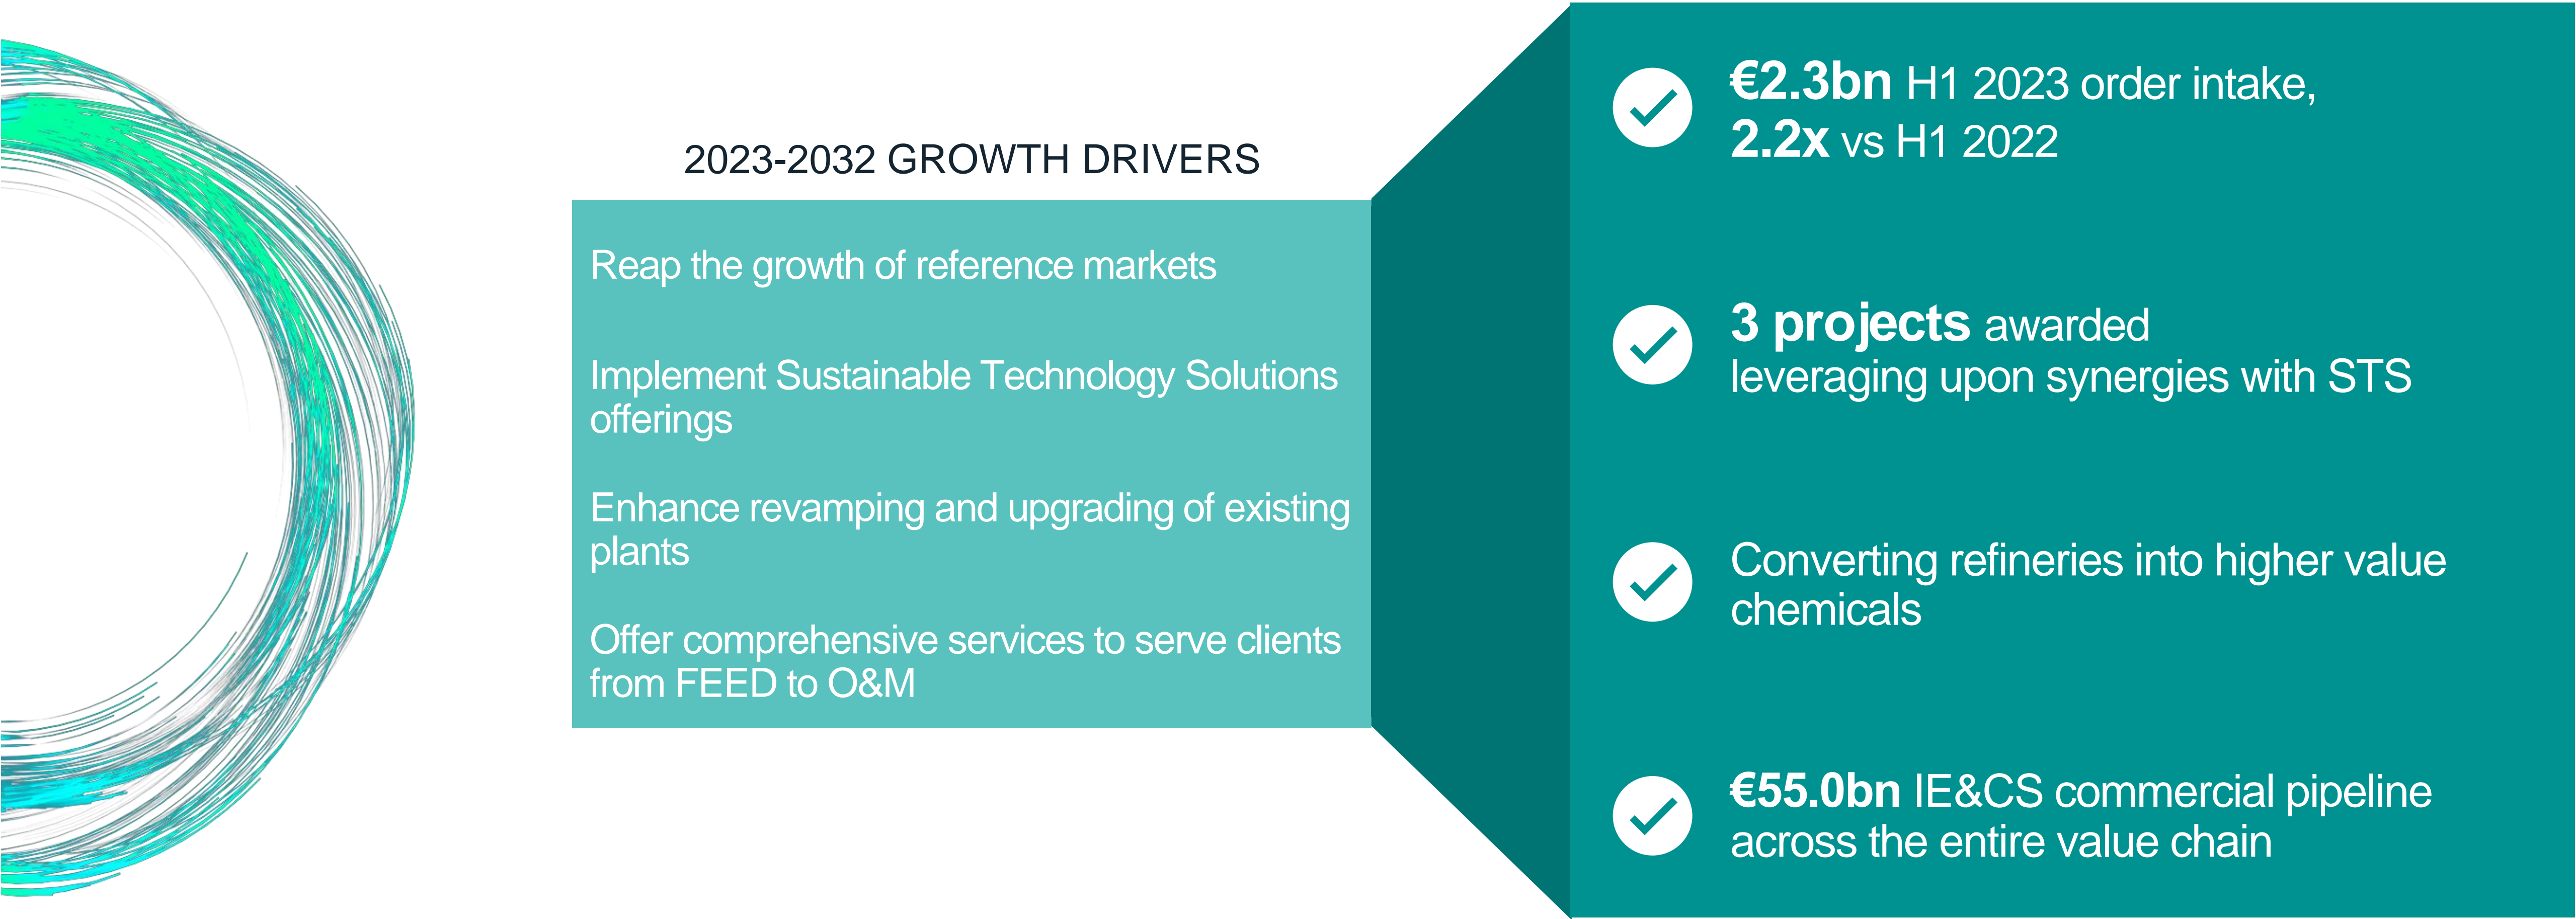 2023-2032 GROWTH DRIVERS
Reap the growth of reference markets
Implement Sustainable Technology Solutions
offerings
Enhance revamping and upgrading of existing
plants
Offer comprehensive services to serve clients
from FEED to O&M
€2.3bn H1 2023 order intake,
2.2x vs H1 2022
3 projects awarded
leveraging upon synergies with STS
Converting refineries into higher value
chemicals
€55.0bn IE&CS commercial pipeline
across the entire value chain